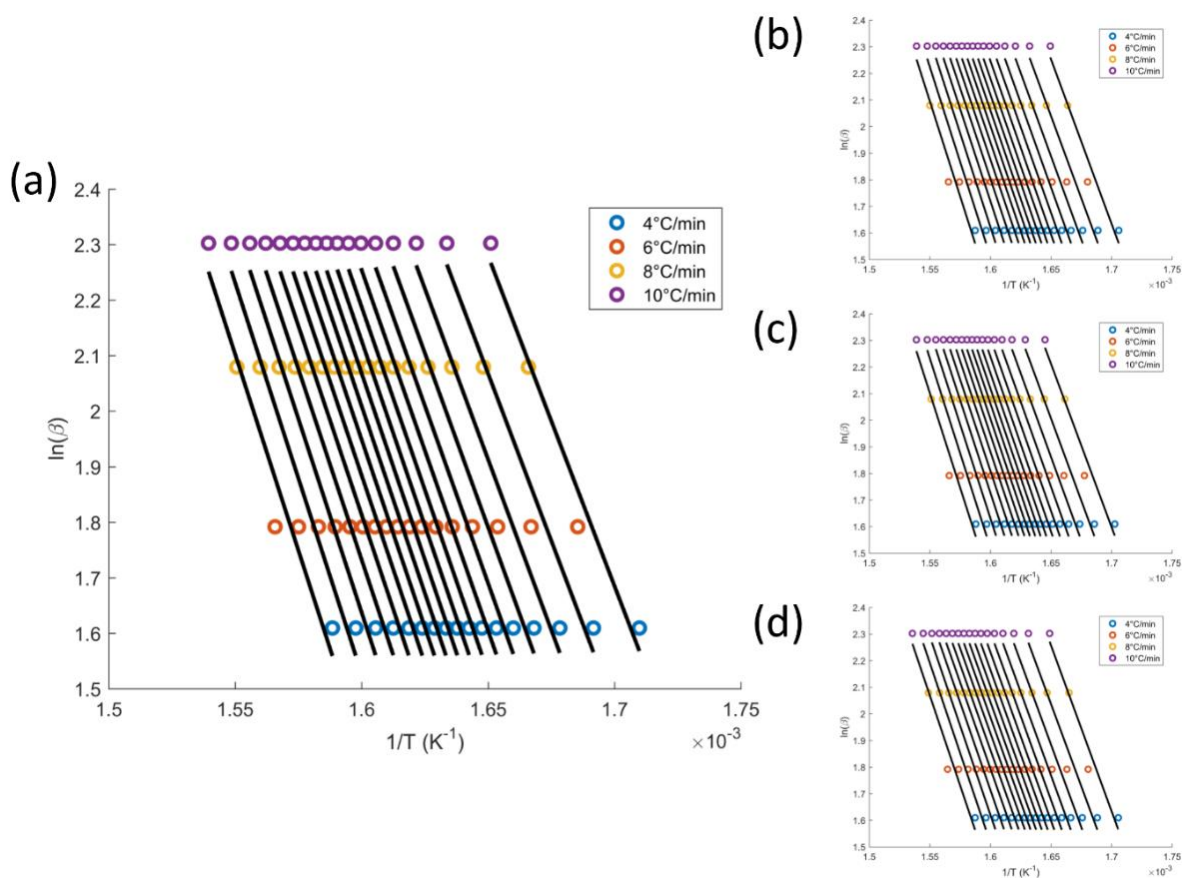 (a)
2.4
2.3
2.2
2.1
2
1.9
1.8
1.7
1.6
1.5
ln(β)
1.5
1.55
1.6
1.65
1.7
1.75
1/T (K⁻¹)
×10⁻³
4°C/min
6°C/min
8°C/min
10°C/min
(b)
2.4
2.3
2.2
2.1
2
1.9
1.8
1.7
1.6
1.5
ln(β)
1.5
1.55
1.6
1.65
1.7
1.75
1/T (K⁻¹)
×10⁻³
4°C/min
6°C/min
8°C/min
10°C/min
(c)
2.4
2.3
2.2
2.1
2
1.9
1.8
1.7
1.6
1.5
ln(β)
1.5
1.55
1.6
1.65
1.7
1.75
1/T (K⁻¹)
×10⁻³
4°C/min
6°C/min
8°C/min
10°C/min
(d)
2.4
2.3
2.2
2.1
2
1.9
1.8
1.7
1.6
1.5
ln(β)
1.5
1.55
1.6
1.65
1.7
1.75
1/T (K⁻¹)
×10⁻³
4°C/min
6°C/min
8°C/min
10°C/min